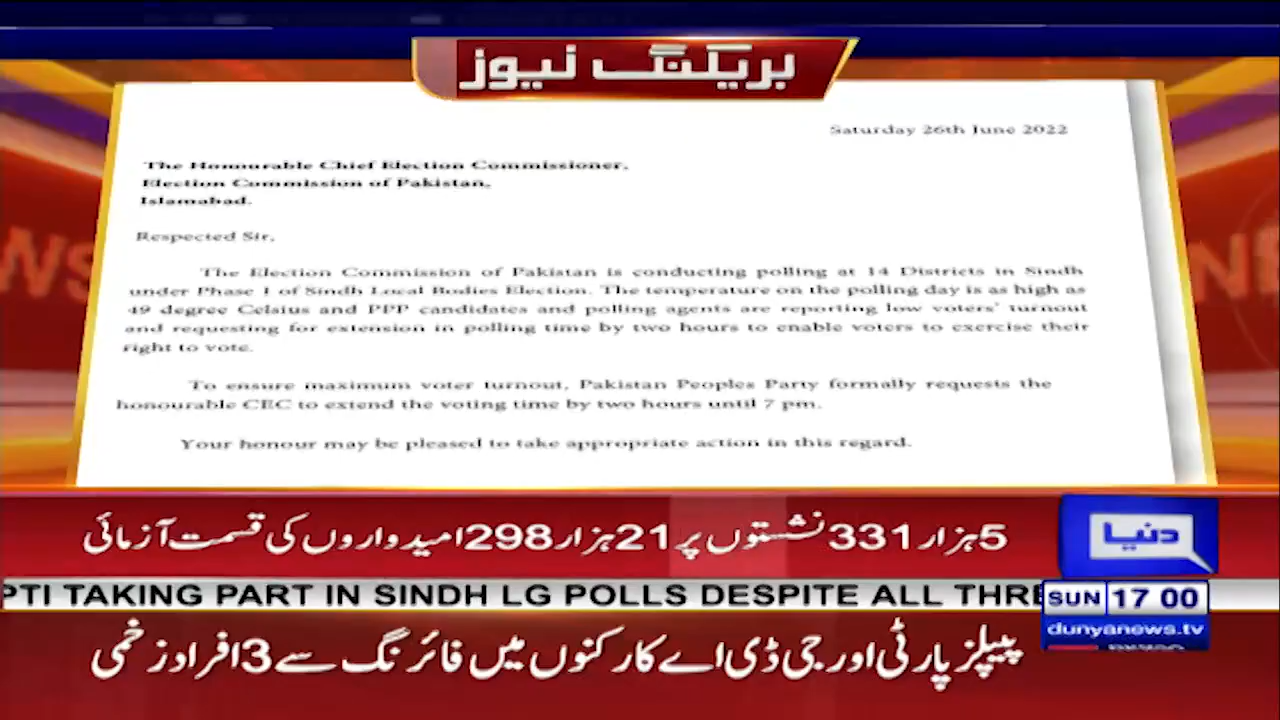 بریکنگ نیوز
Saturday 26th June 2022
The Honourable Chief Election Commissioner,
Election Commission of Pakistan,
Islamabad.
Respected Sir,
The Election Commission of Pakistan is conducting polling at 14 Districts in Sindh
under Phase 1 of Sindh Local Bodies Election. The temperature on the polling day is as high as
49 degree Celsius and PPP candidates and polling agents are reporting low voters' turnout
and requesting for extension in polling time by two hours to enable voters to exercise their
right to vote.
To ensure maximum voter turnout, Pakistan Peoples Party formally requests the
honourable CEC to extend the voting time by two hours until 7 pm.
Your honour may be pleased to take appropriate action in this regard.
5 ہزار 331 نشستوں پر 21 ہزار 298 امیدواروں کی قسمت آزمائی
دنیا
PTI TAKING PART IN SINDH LG POLLS DESPITE ALL THRE
SUN 17 00
dunyanews.tv
پیپلز پارٹی اور جی ڈی اے کارکنوں میں فائرنگ سے 3 افراد زخمی